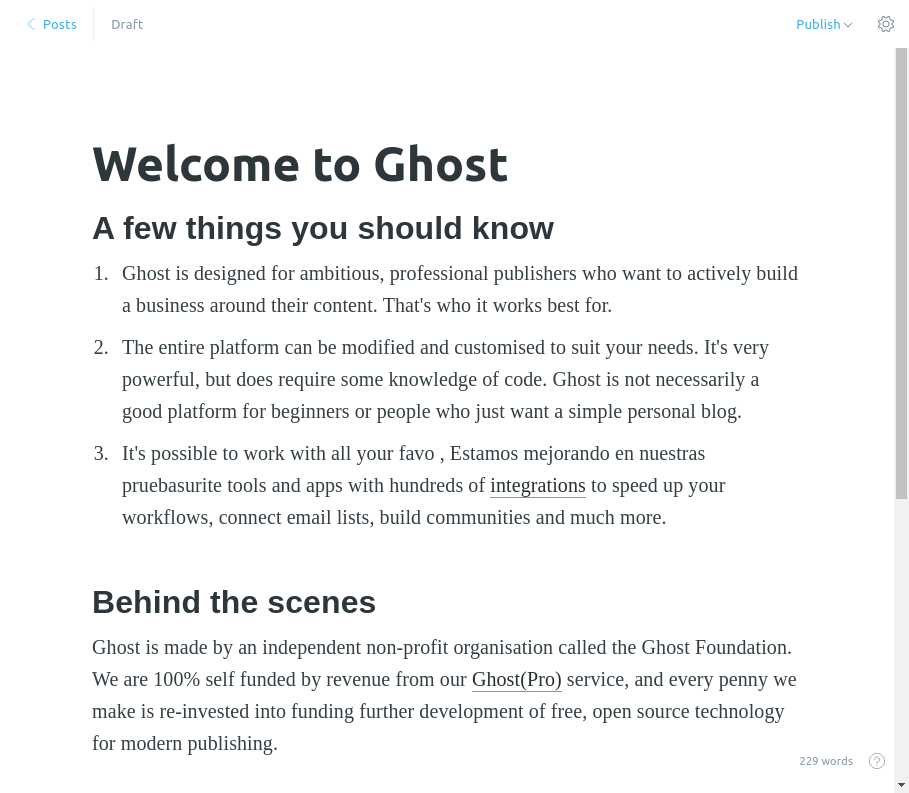 Posts
Draft
Publish
Welcome to Ghost
A few things you should know
1. Ghost is designed for ambitious, professional publishers who want to actively build
a business around their content. That's who it works best for.
2. The entire platform can be modified and customised to suit your needs. It's very
powerful, but does require some knowledge of code. Ghost is not necessarily a
good platform for beginners or people who just want a simple personal blog.
3. It's possible to work with all your favo , Estamos mejorando en nuestras
pruebasurite tools and apps with hundreds of integrations to speed up your
workflows, connect email lists, build communities and much more.
Behind the scenes
Ghost is made by an independent non-profit organisation called the Ghost Foundation.
We are 100% self funded by revenue from our Ghost(Pro) service, and every penny we
make is re-invested into funding further development of free, open source technology
for modern publishing.
229 words
?